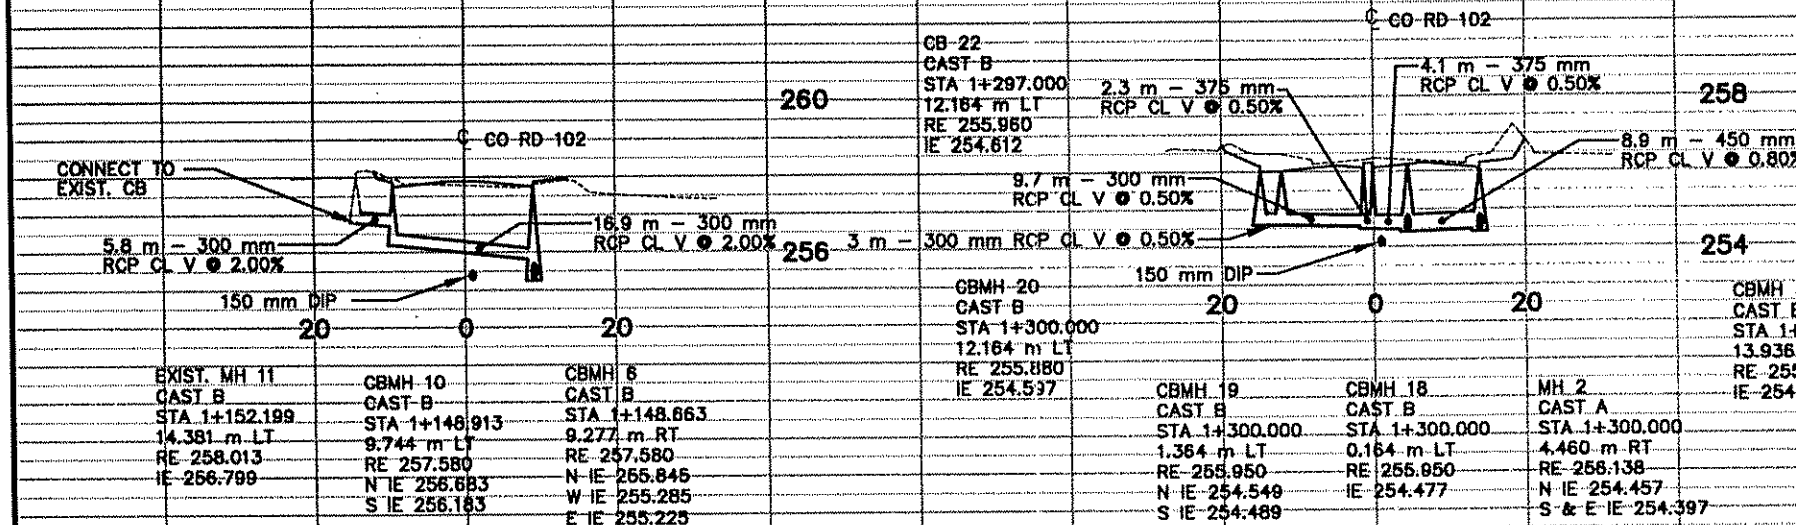 ℄ CO RD 102
CONNECT TO
EXIST. CB
5.8 m – 300 mm
RCP CL V @ 2.00%
16.9 m – 300 mm
RCP CL V @ 2.00%
150 mm DIP
260
256
20
0
20
EXIST. MH 11
CAST B
STA 1+152.199
14.381 m LT
RE 258.013
IE 256.799
CBMH 10
CAST B
STA 1+148.913
9.744 m LT
RE 257.580
N IE 256.683
S IE 256.183
CBMH 6
CAST B
STA 1+148.663
9.277 m RT
RE 257.580
N IE 255.845
W IE 255.285
E IE 255.225
℄ CO RD 102
CB 22
CAST B
STA 1+297.000
12.164 m LT
RE 255.960
IE 254.612
2.3 m – 375 mm
RCP CL V @ 0.50%
4.1 m – 375 mm
RCP CL V @ 0.50%
8.9 m – 450 mm
RCP CL V @ 0.80%
9.7 m – 300 mm
RCP CL V @ 0.50%
3 m – 300 mm RCP CL V @ 0.50%
150 mm DIP
258
254
20
0
20
CBMH 20
CAST B
STA 1+300.000
12.164 m LT
RE 255.880
IE 254.597
CBMH 19
CAST B
STA 1+300.000
1.364 m LT
RE 255.950
N IE 254.549
S IE 254.489
CBMH 18
CAST B
STA 1+300.000
0.164 m LT
RE 255.950
IE 254.477
MH 2
CAST A
STA 1+300.000
4.460 m RT
RE 256.138
N IE 254.457
S & E IE 254.397
CBMH
CAST
STA 1+
13.936
RE 255
IE 254